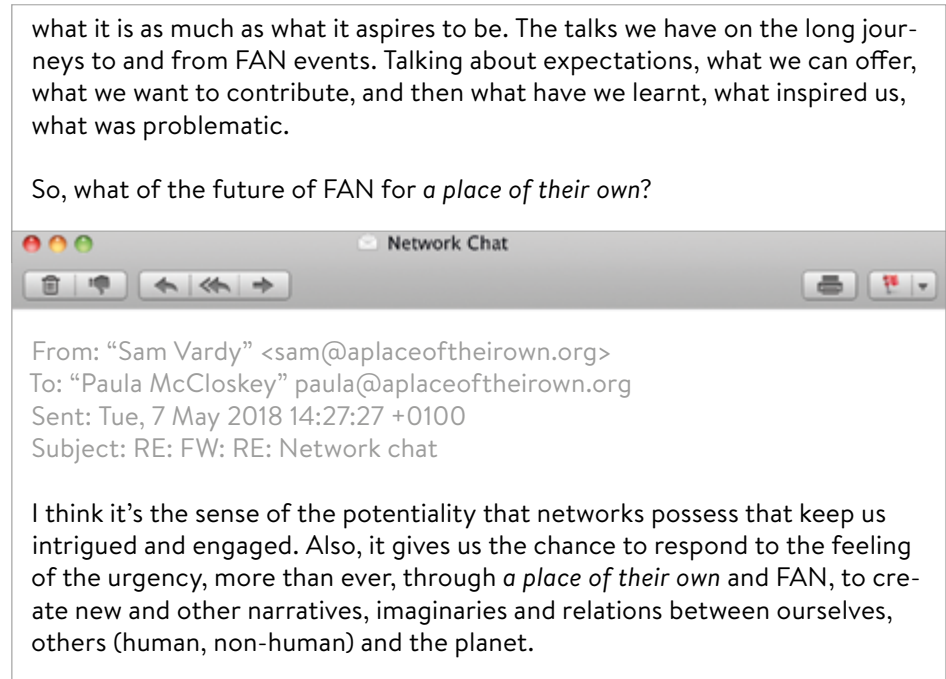 what it is as much as what it aspires to be. The talks we have on the long jour-
neys to and from FAN events. Talking about expectations, what we can offer,
what we want to contribute, and then what have we learnt, what inspired us,
what was problematic.
So, what of the future of FAN for a place of their own?
Network Chat
From: “Sam Vardy” <sam@aplaceoftheirown.org>
To: “Paula McCloskey” paula@aplaceoftheirown.org
Sent: Tue, 7 May 2018 14:27:27 +0100
Subject: RE: FW: RE: Network chat
I think it’s the sense of the potentiality that networks possess that keep us
intrigued and engaged. Also, it gives us the chance to respond to the feeling
of the urgency, more than ever, through a place of their own and FAN, to cre-
ate new and other narratives, imaginaries and relations between ourselves,
others (human, non-human) and the planet.